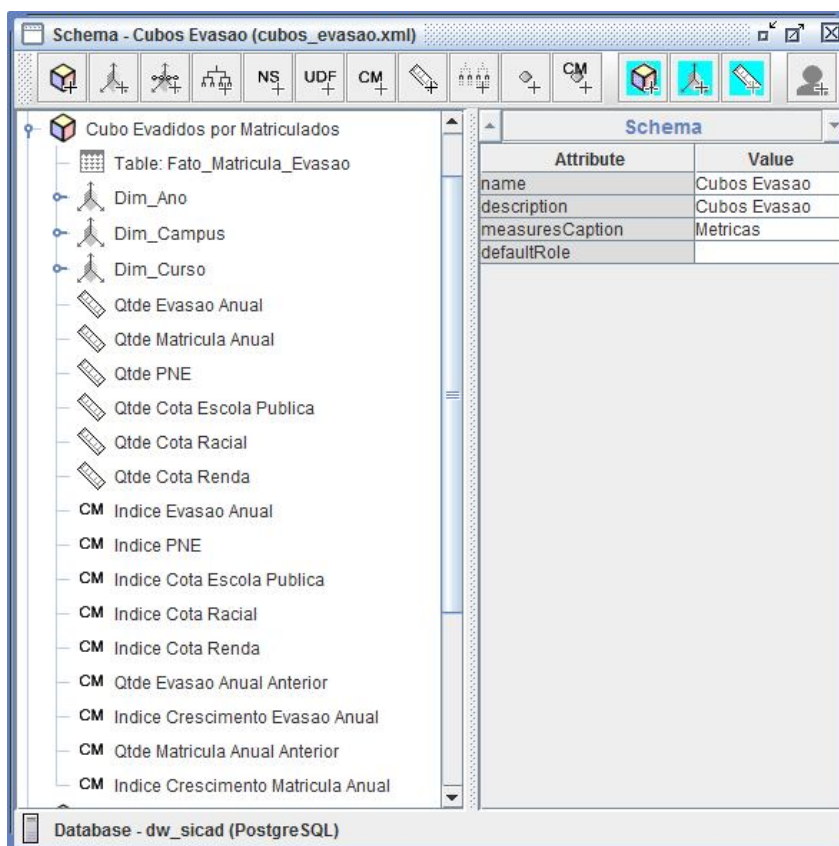 Schema - Cubos Evasao (cubos_evasao.xml)
NS UDF CM CM
Cubo Evadidos por Matriculados
Table: Fato_Matricula_Evasao
Dim_Ano
Dim_Campus
Dim_Curso
Qtde Evasao Anual
Qtde Matricula Anual
Qtde PNE
Qtde Cota Escola Publica
Qtde Cota Racial
Qtde Cota Renda
CM Indice Evasao Anual
CM Indice PNE
CM Indice Cota Escola Publica
CM Indice Cota Racial
CM Indice Cota Renda
CM Qtde Evasao Anual Anterior
CM Indice Crescimento Evasao Anual
CM Qtde Matricula Anual Anterior
CM Indice Crescimento Matricula Anual
Schema
Attribute Value
name Cubos Evasao
description Cubos Evasao
measuresCaption Metricas
defaultRole
Database - dw_sicad (PostgreSQL)